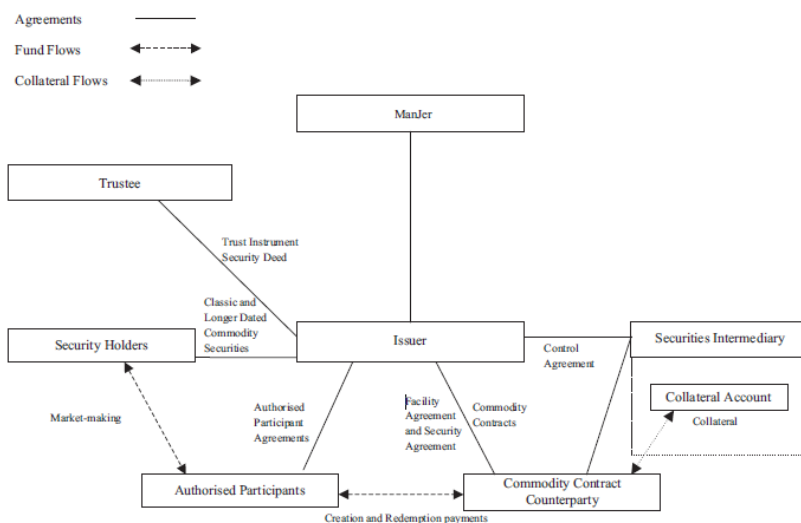 Agreements
Fund Flows
Collateral Flows
ManJer
Trustee
Trust Instrument
Security Deed
Classic and
Longer Dated
Commodity
Securities
Security Holders
Issuer
Securities Intermediary
Control
Agreement
Collateral Account
Collateral
Market-making
Authorised
Participant
Agreements
Facility
Agreement
and Security
Agreement
Commodity
Contracts
Authorised Participants
Commodity Contract
Counterparty
Creation and Redemption payments